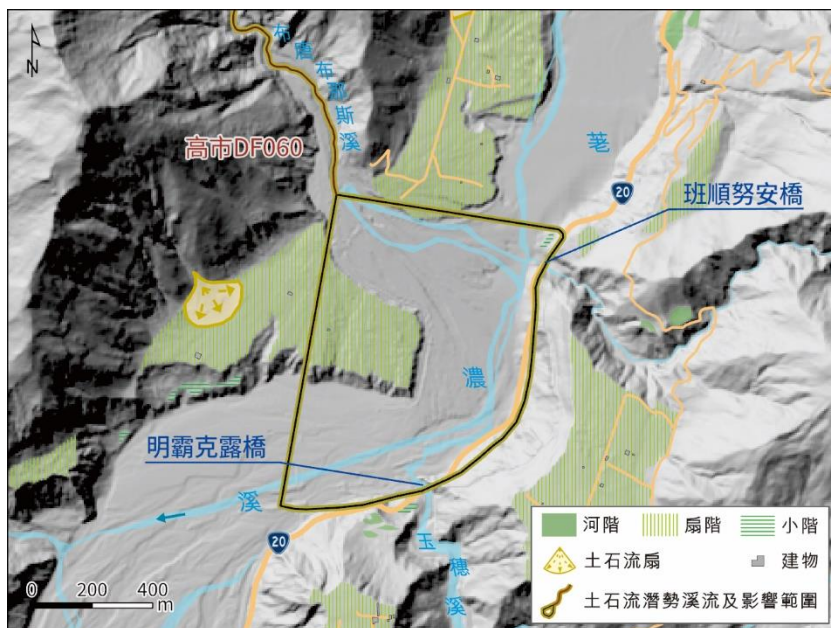 N
布唐布那斯溪
高市DF060
荖
20
班順努安橋
濃
明霸克露橋
溪
20
玉穗溪
0 200 400
m
河階 扇階 小階
土石流扇 建物
土石流潛勢溪流及影響範圍